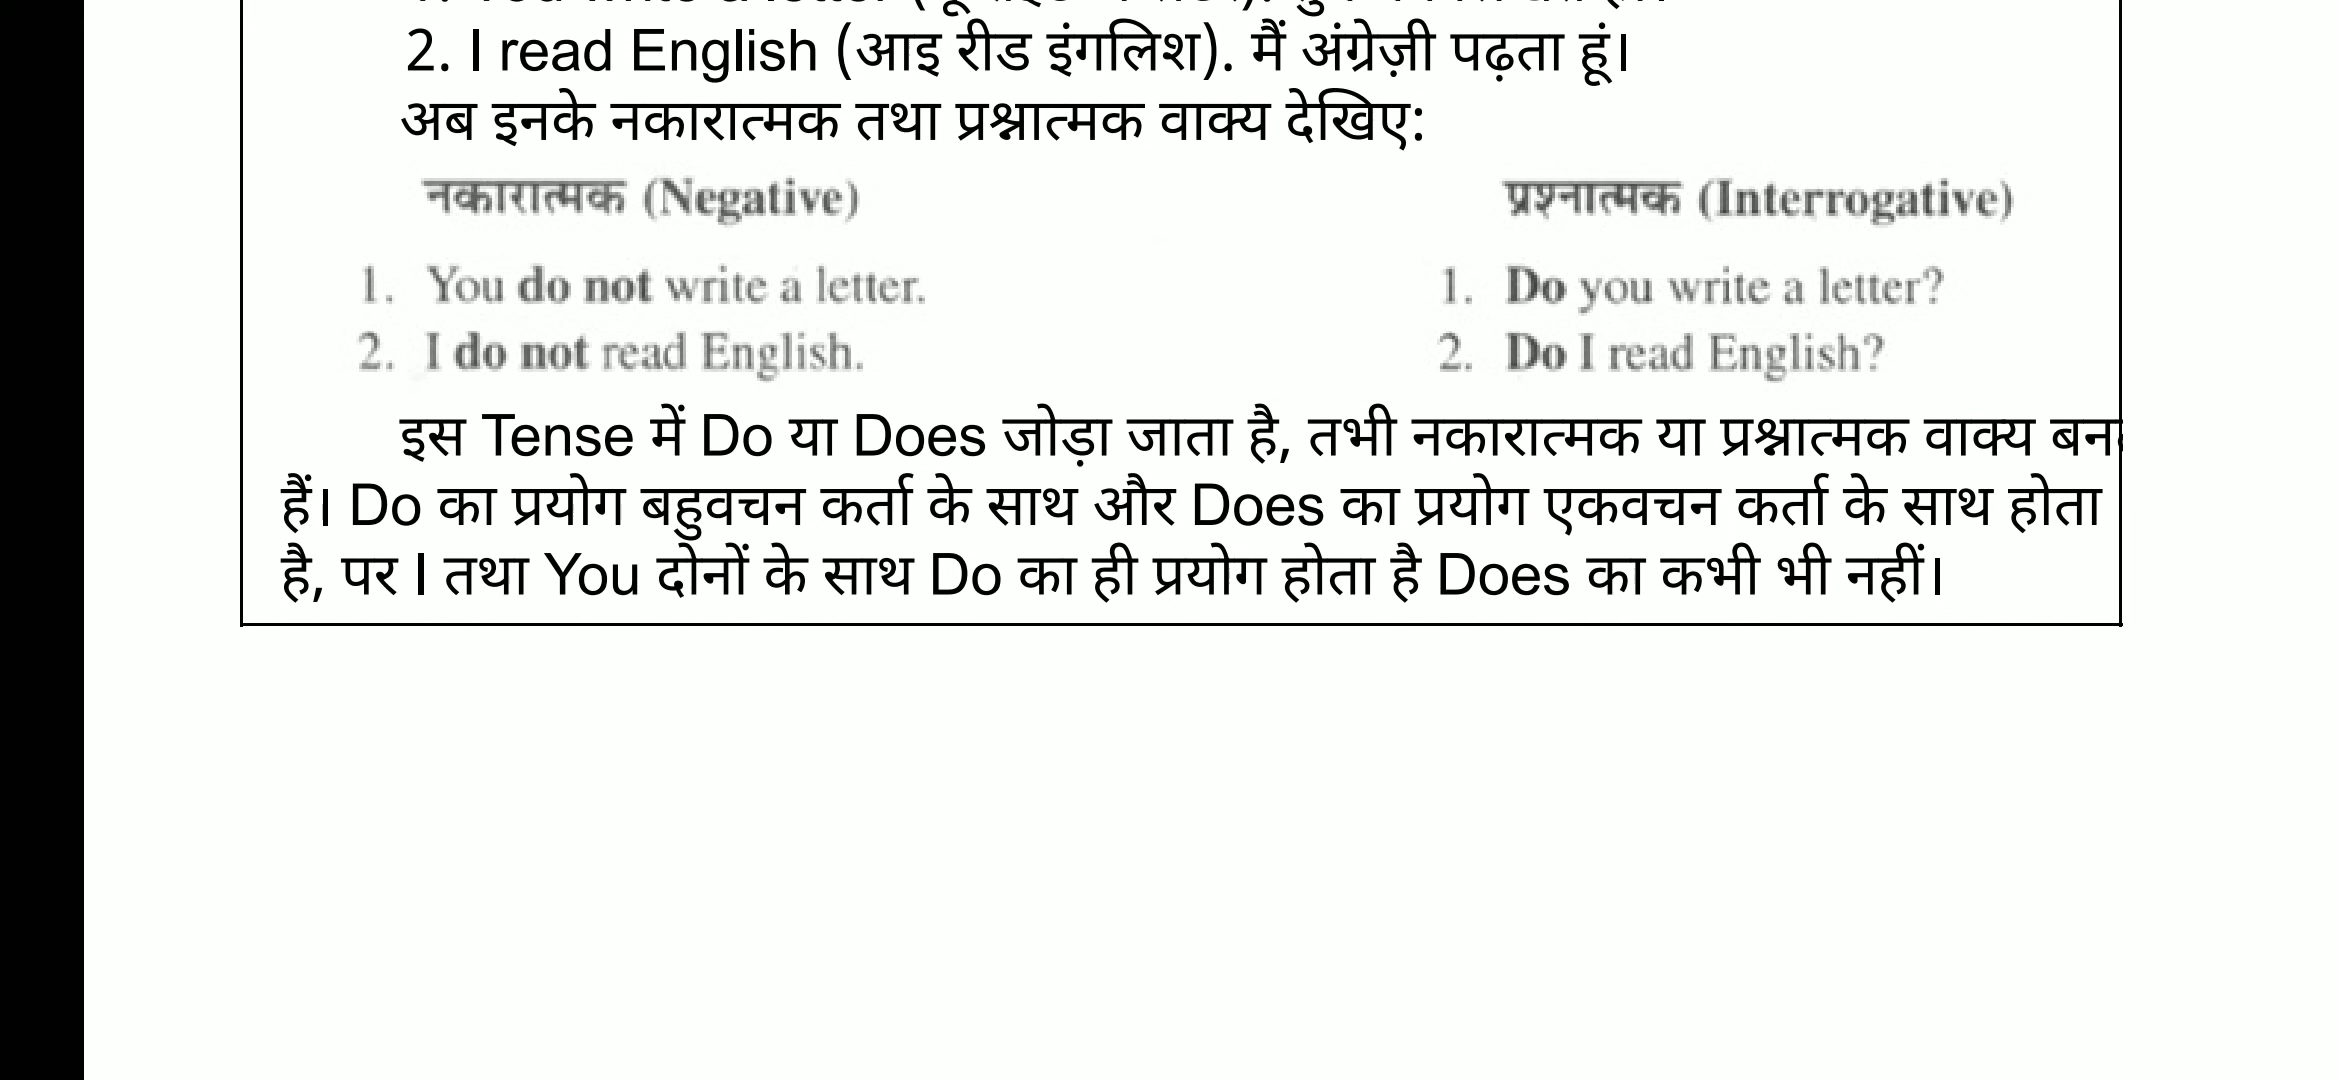 2. I read English (आइ रीड इंगलिश). मैं अंग्रेज़ी पढ़ता हूं।
अब इनके नकारात्मक तथा प्रश्नात्मक वाक्य देखिए:
नकारात्मक (Negative) प्रश्नात्मक (Interrogative)
1. You do not write a letter. 1. Do you write a letter?
2. I do not read English. 2. Do I read English?
इस Tense में Do या Does जोड़ा जाता है, तभी नकारात्मक या प्रश्नात्मक वाक्य
हैं। Do का प्रयोग बहुवचन कर्ता के साथ और Does का प्रयोग एकवचन कर्ता के साथ होता
है, पर I तथा You दोनों के साथ Do का ही प्रयोग होता है Does का कभी भी नहीं।